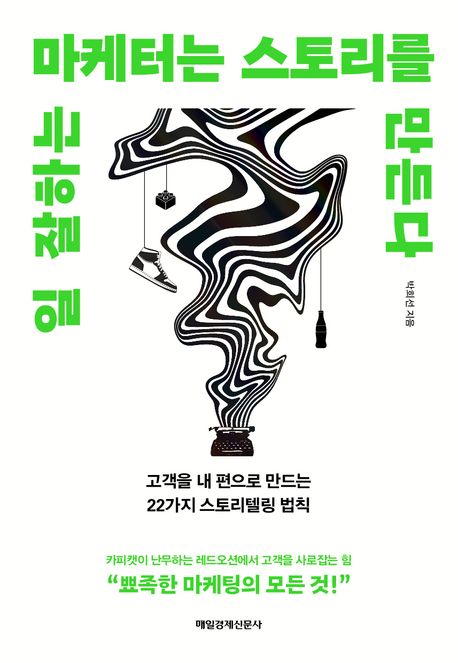 일 잘하는
마케터는 스토리를
만든다
박희선 지음
고객을 내 편으로 만드는
22가지 스토리텔링 법칙
카피캣이 난무하는 레드오션에서 고객을 사로잡는 힘
“뾰족한 마케팅의 모든 것!”
매일경제신문사